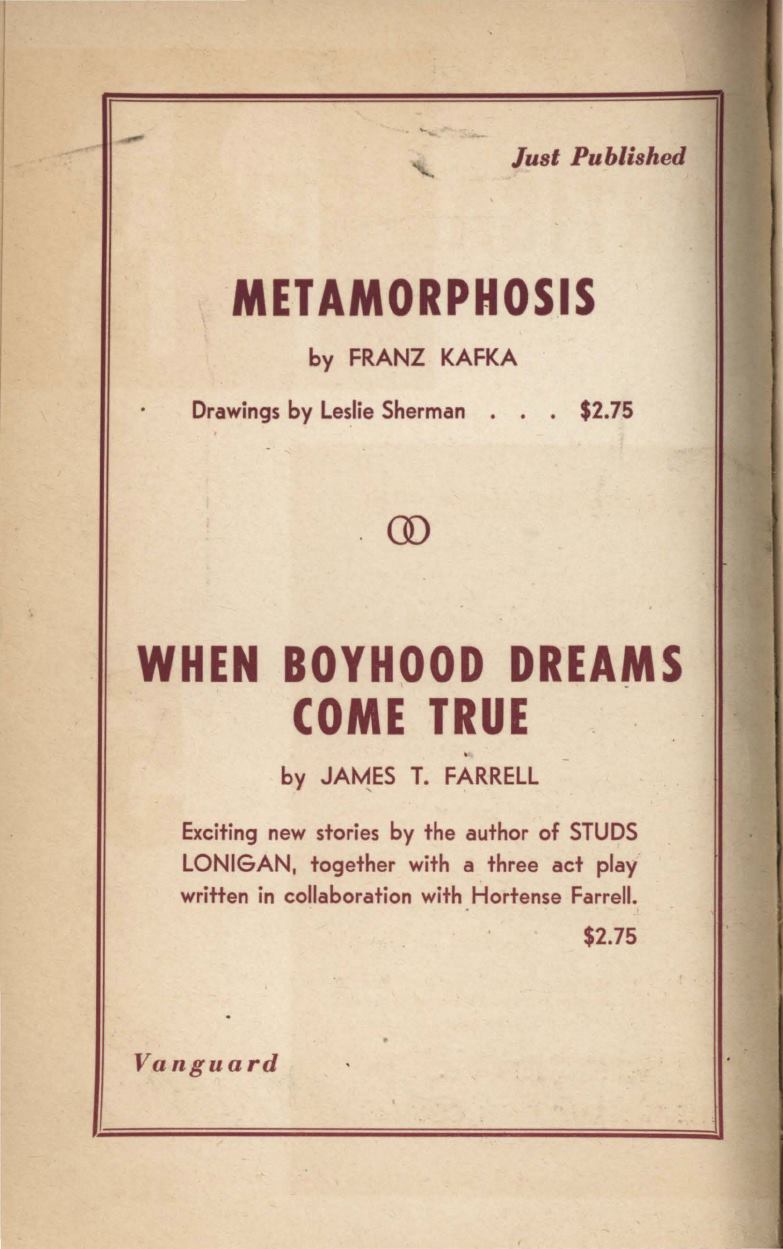 Just Published
METAMORPHOSIS
by FRANZ KAFKA
Drawings by Leslie Sherman . . . $2.75
WHEN BOYHOOD DREAMS
COME TRUE
by JAMES T. FARRELL
Exciting new stories by the author of STUDS
LONIGAN, together with a three act play
written in collaboration with Hortense Farrell.
$2.75
Vanguard